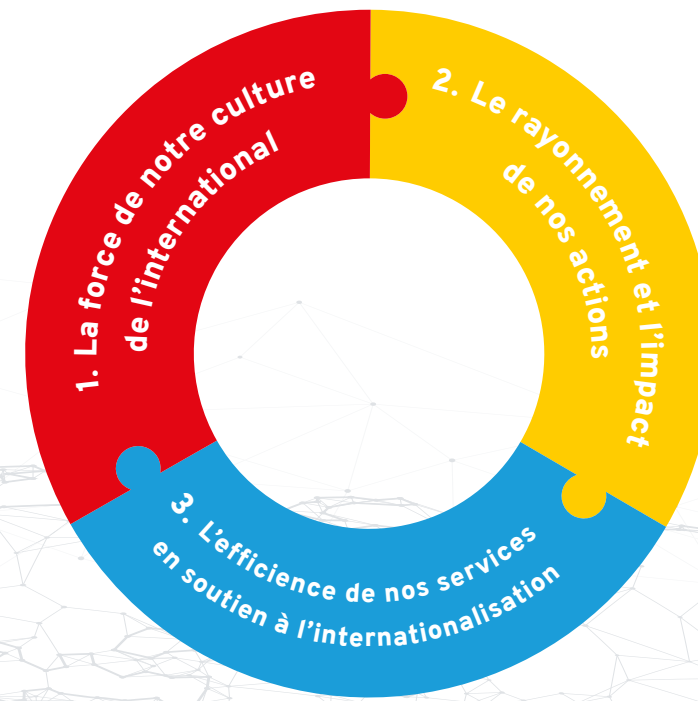 1. La force de notre culture
de l'international
2. Le rayonnement et l'impact
de nos actions
3. L'efficience de nos services
en soutien à l'internationalisation